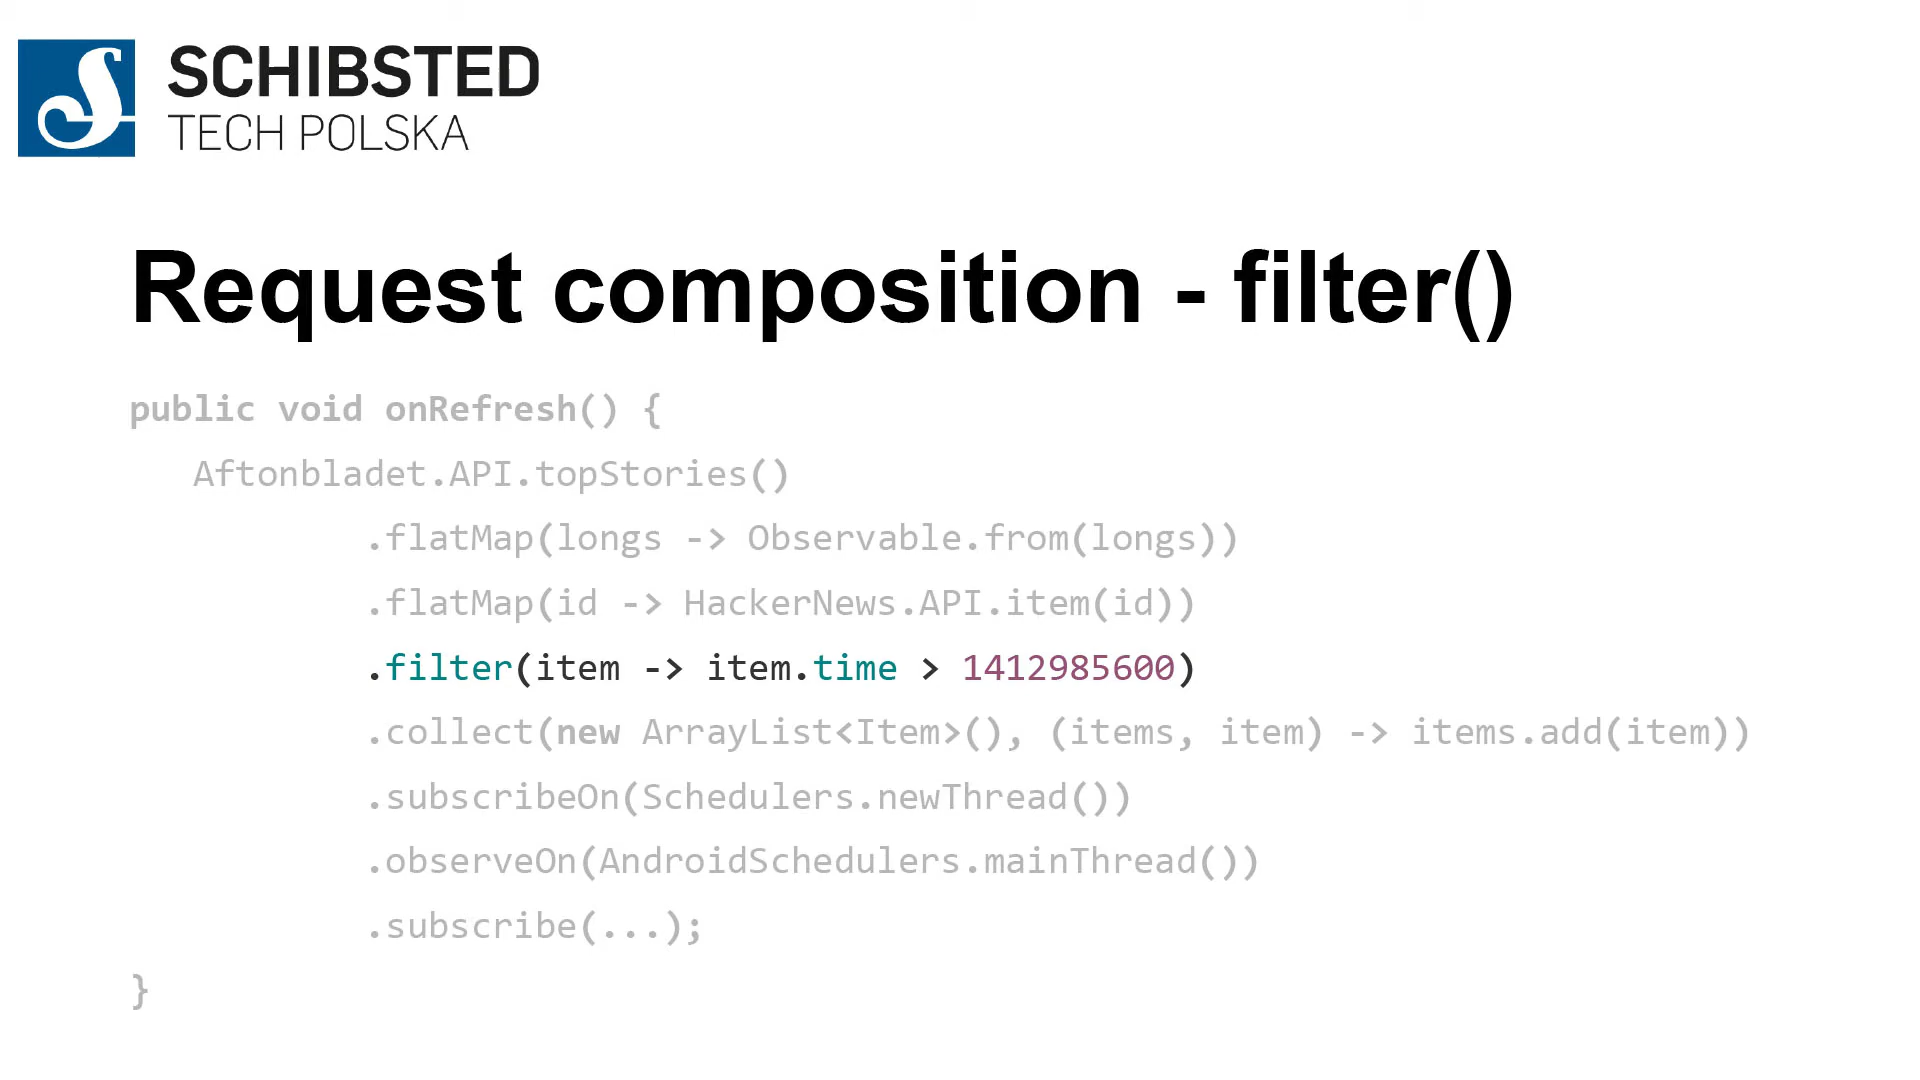 SCHIBSTED
TECH POLSKA
Request composition - filter()
public void onRefresh() {
Aftonbladet.API.topStories()
.flatMap(longs -> Observable.from(longs))
.flatMap(id -> HackerNews.API.item(id))
.filter(item -> item.time > 1412985600)
.collect(new ArrayList<Item>(), (items, item) -> items.add(item))
.subscribeOn(Schedulers.newThread())
.observeOn(AndroidSchedulers.mainThread())
.subscribe(...);
}